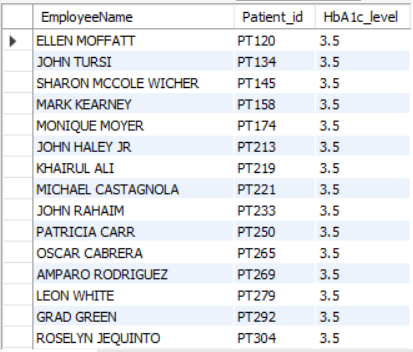 EmployeeName Patient_id HbA1c_level
ELLEN MOFFATT PT120 3.5
JOHN TURSI PT134 3.5
SHARON MCCOLE WICHER PT145 3.5
MARK KEARNEY PT158 3.5
MONIQUE MOYER PT174 3.5
JOHN HALEY JR PT213 3.5
KHAIRUL ALI PT219 3.5
MICHAEL CASTAGNOLA PT221 3.5
JOHN RAHAIM PT233 3.5
PATRICIA CARR PT250 3.5
OSCAR CABRERA PT265 3.5
AMPARO RODRIGUEZ PT269 3.5
LEON WHITE PT279 3.5
GRAD GREEN PT292 3.5
ROSELYN JEQUINTO PT304 3.5